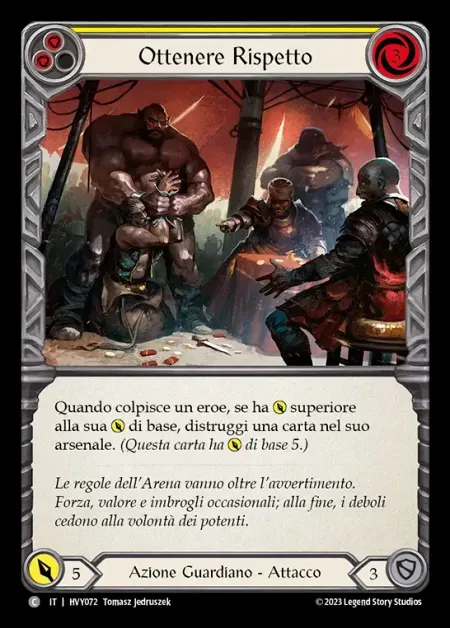 Ottenere Rispetto
3
Quando colpisce un eroe, se ha superiore
alla sua di base, distruggi una carta nel suo
arsenale. (Questa carta ha di base 5.)
Le regole dell'Arena vanno oltre l'avvertimento.
Forza, valore e imbrogli occasionali; alla fine, i deboli
cedono alla volontà dei potenti.
5
Azione Guardiano - Attacco
3
C IT | HVY072 Tomasz Jedruszek
© 2023 Legend Story Studios